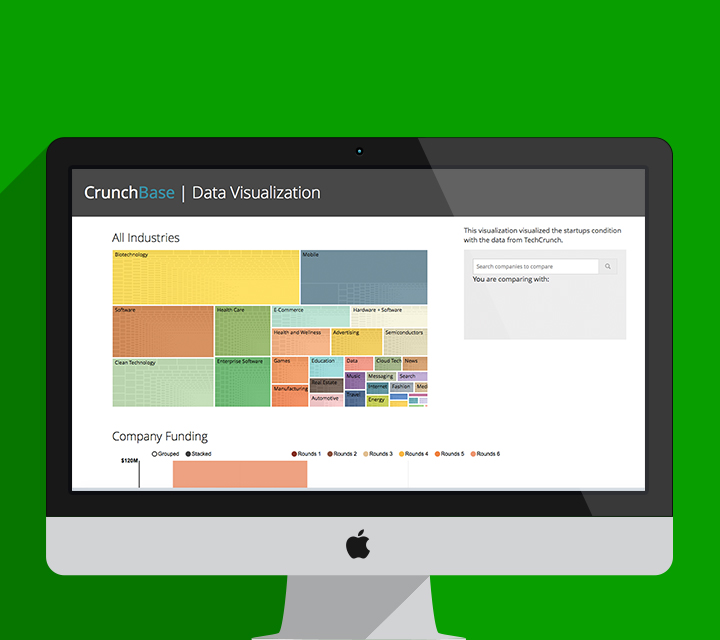 CrunchBase | Data Visualization
All Industries
This visualization visualized the startups condition
with the data from TechCrunch.
Search companies to compare
You are comparing with:
Biotechnology
Mobile
Software
Health Care
E-Commerce
Hardware + Software
Health and Wellness
Advertising
Semiconductors
Clean Technology
Enterprise Software
Games
Education
Data
Cloud Tech
News
Music
Messaging
Search
Real Estate
Manufacturing
Internet
Fashion
Med
Automotive
Travel
Energy
Company Funding
Grouped
Stacked
Rounds 1
Rounds 2
Rounds 3
Rounds 4
Rounds 5
Rounds 6
$120M